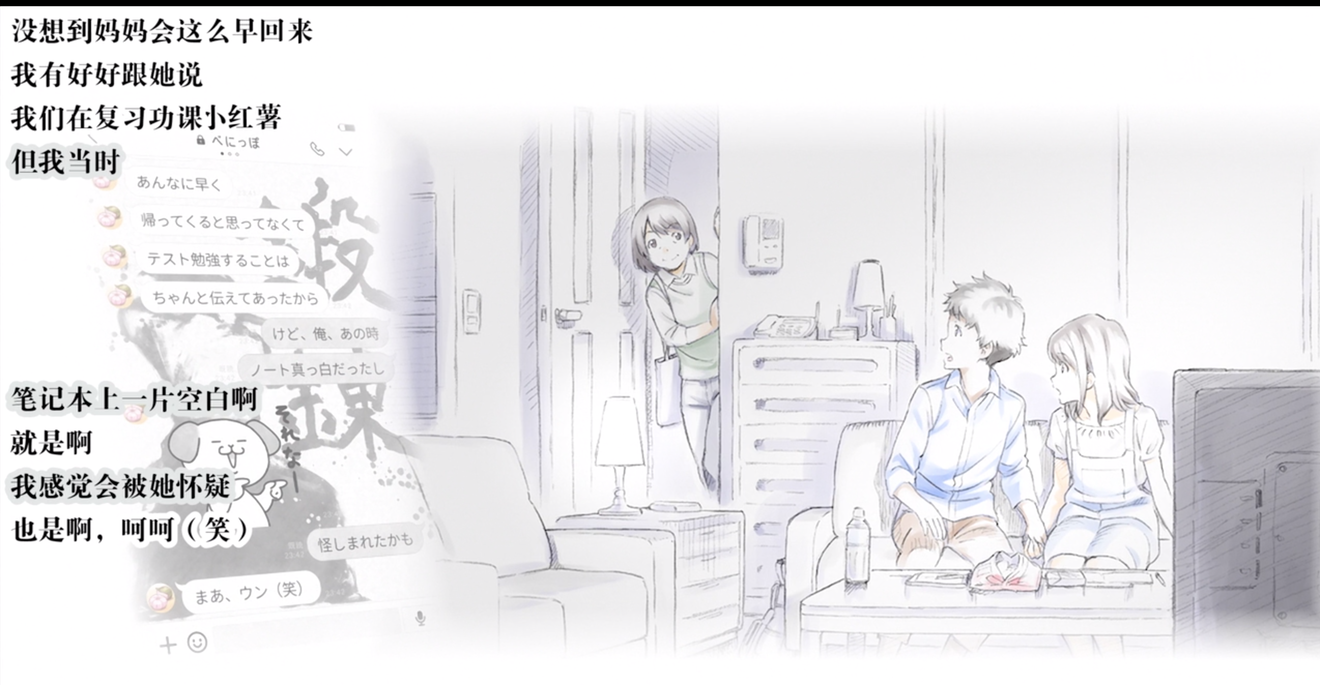 没想到妈妈会这么早回来
我有好好跟她说
我们在复习功课小红薯
但我当时
べにっぽ
あんなに早く
帰ってくると思ってなくて
テスト勉強することは
ちゃんと伝えてあったから
けど、俺、あの時
ノート真っ白だったし
笔记本上一片空白啊
就是啊
それなー
我感觉会被她怀疑
也是啊，呵呵（笑）
怪しまれたかも
まあ、ウン（笑）